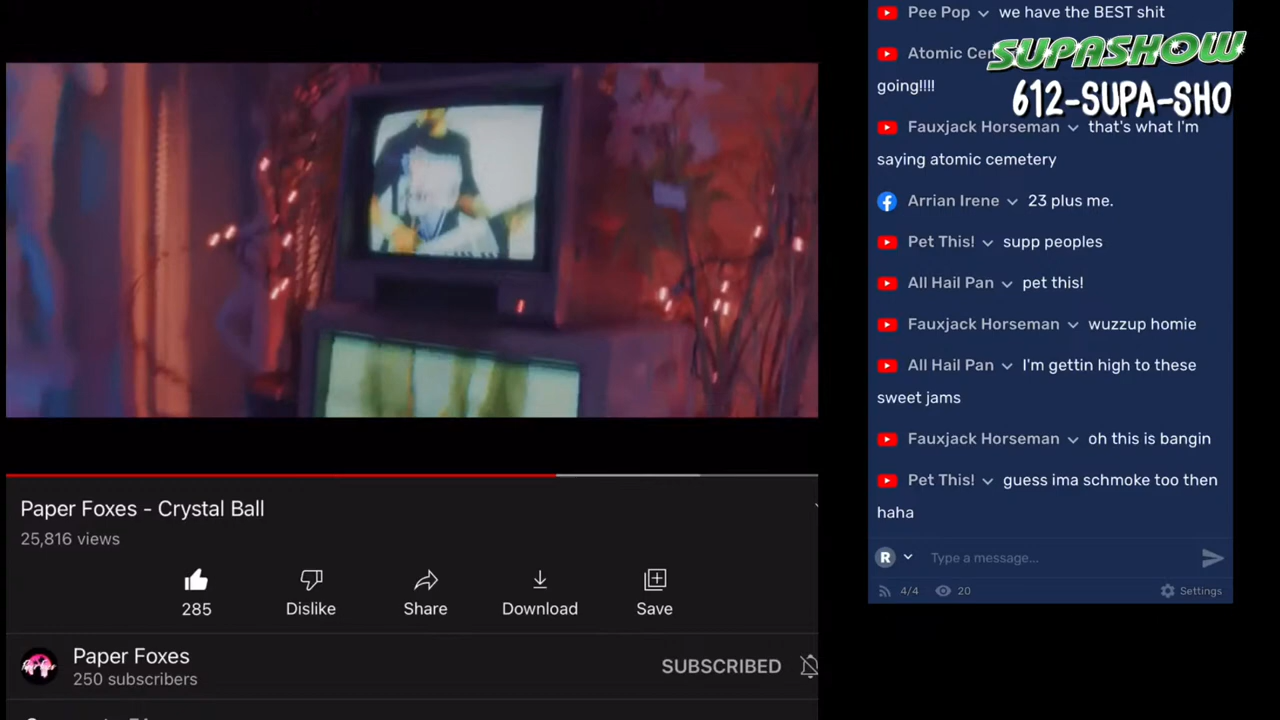 Pee Pop we have the BEST shit
SUPASHOW
Atomic
going!!!!
612-SUPA-SHO
Fauxjack Horseman that's what I'm
saying atomic cemetery
Arrian Irene 23 plus me.
Pet This! supp peoples
All Hail Pan pet this!
Fauxjack Horseman wuzzup homie
All Hail Pan I'm gettin high to these
sweet jams
Fauxjack Horseman oh this is bangin
Pet This! guess ima schmoke too then
haha
R Type a message...
4/4 20 Settings
Paper Foxes - Crystal Ball
25,816 views
285 Dislike Share Download Save
Paper Foxes
250 subscribers
SUBSCRIBED